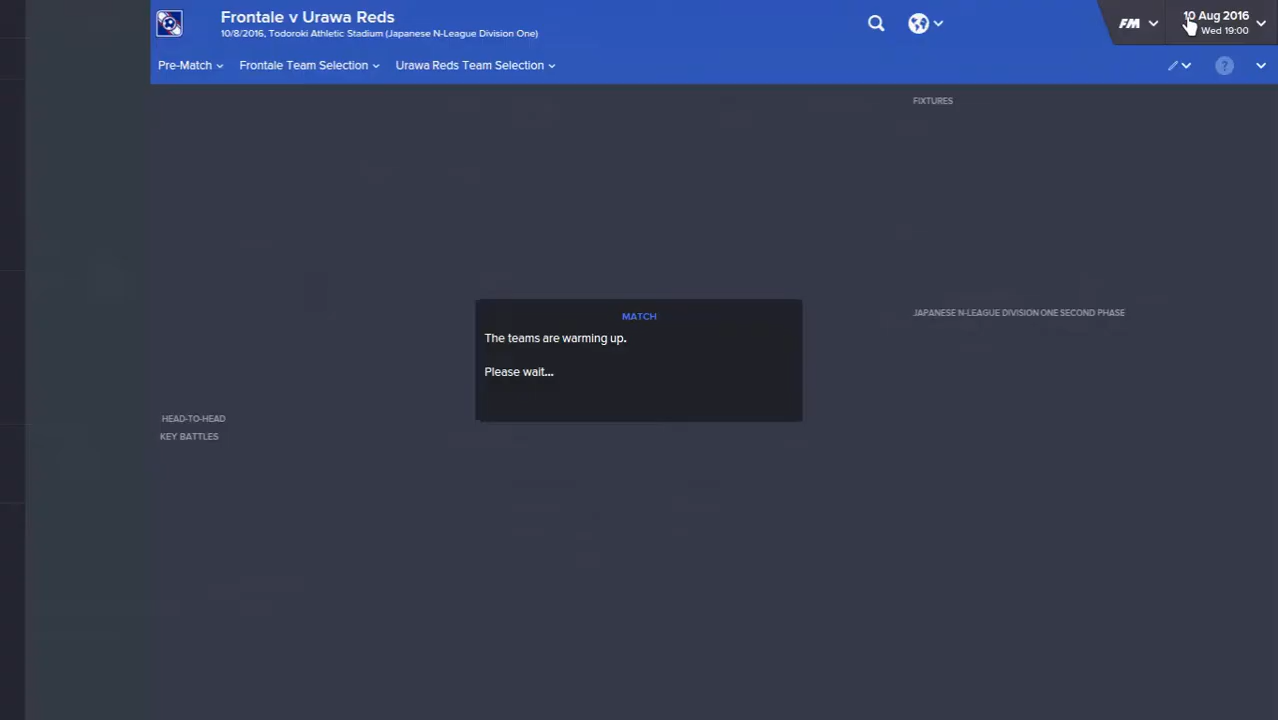 Frontale v Urawa Reds
10/8/2016, Todoroki Athletic Stadium (Japanese N-League Division One)
FM
10 Aug 2016
Wed 19:00
Pre-Match
Frontale Team Selection
Urawa Reds Team Selection
?
FIXTURES
MATCH
The teams are warming up.
Please wait...
JAPANESE N-LEAGUE DIVISION ONE SECOND PHASE
HEAD-TO-HEAD
KEY BATTLES